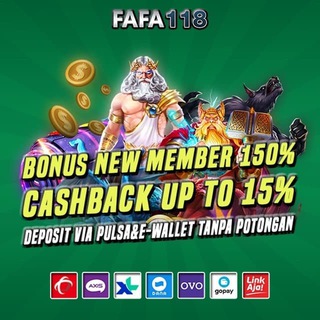 FAFA118
BONUS NEW MEMBER 150%
CASHBACK UP TO 15%
DEPOSIT VIA PULSA&E-WALLET TANPA POTONGAN
AXIS
XL
DANA
OVO
gopay
Link
Aja!